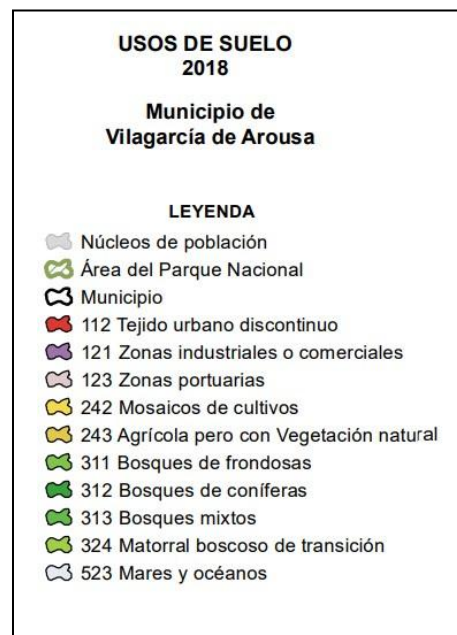 USOS DE SUELO
2018
Municipio de
Vilagarcía de Arousa
LEYENDA
Núcleos de población
Área del Parque Nacional
Municipio
112 Tejido urbano discontinuo
121 Zonas industriales o comerciales
123 Zonas portuarias
242 Mosaicos de cultivos
243 Agrícola pero con Vegetación natural
311 Bosques de frondosas
312 Bosques de coníferas
313 Bosques mixtos
324 Matorral boscoso de transición
523 Mares y océanos